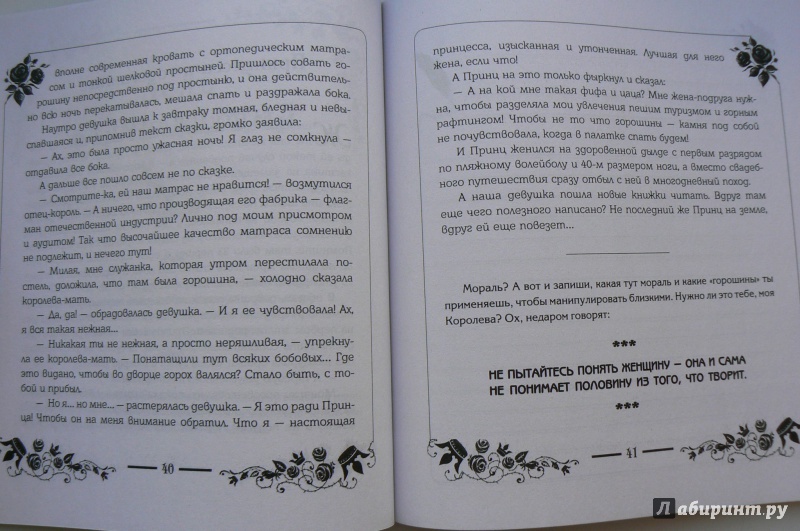 вполне современная кровать с ортопедическим матра-
сом и тонкой шелковой простыней. Пришлось совать го-
рошину непосредственно под простыню, и она действитель-
но всю ночь перекатывалась, мешала спать и раздражала бока.
Наутро девушка вышла к завтраку томная, бледная и невы-
спавшаяся и, припомнив текст сказки, громко заявила:
— Ах, это была просто ужасная ночь! Я глаз не сомкнула —
отдавила все бока.
А дальше все пошло совсем не по сказке.
— Смотрите-ка, ей наш матрас не нравится! — возмутился
отец-король. — А ничего, что производящая его фабрика — флаг-
ман отечественной индустрии? Лично под моим присмотром
и аудитом! Так что высочайшее качество матраса сомнению
не подлежит, и нечего тут!
— Милая, мне служанка, которая утром перестилала по-
стель, доложила, что там была горошина, — холодно сказала
королева-мать.
— Да, да! — обрадовалась девушка. — И я ее чувствовала! Ах,
я вся такая нежная...
— Никакая ты не нежная, а просто неряшливая, — упрекну-
ла ее королева-мать. — Понатащили тут всяких бобовых... Где
это видано, чтобы во дворце горох валялся? Стало быть, с то-
бой и прибыл.
— Но я... но мне... — растерялась девушка. — Я это ради Прин-
ца! Чтобы он на меня внимание обратил. Что я — настоящая
40
принцесса, изысканная и утонченная. Лучшая для него
жена, если что!
А Принц на это только фыркнул и сказал:
— А на кой мне такая фифа и цаца? Мне жена-подруга нуж-
на, чтобы разделяла мои увлечения пешим туризмом и горным
рафтингом! Чтобы не то что горошины – камня под собой
не почувствовала, когда в палатке спать будем!
И Принц женился на здоровенной дылде с первым разрядом
по пляжному волейболу и 40-м размером ноги, а вместо свадеб-
ного путешествия сразу отбыл с ней в многодневный поход.
А наша девушка пошла новые книжки читать. Вдруг там
еще чего полезного написано? Не последний же Принц на земле,
вдруг ей еще повезет...
Мораль? А вот и запиши, какая тут мораль и какие «горошины» ты
применяешь, чтобы манипулировать близкими. Нужно ли это тебе, моя
Королева? Ох, недаром говорят:
***
НЕ ПЫТАЙТЕСЬ ПОНЯТЬ ЖЕНЩИНУ — ОНА И САМА
НЕ ПОНИМАЕТ ПОЛОВИНУ ИЗ ТОГО, ЧТО ТВОРИТ.
***
41
Лабиринт.ру